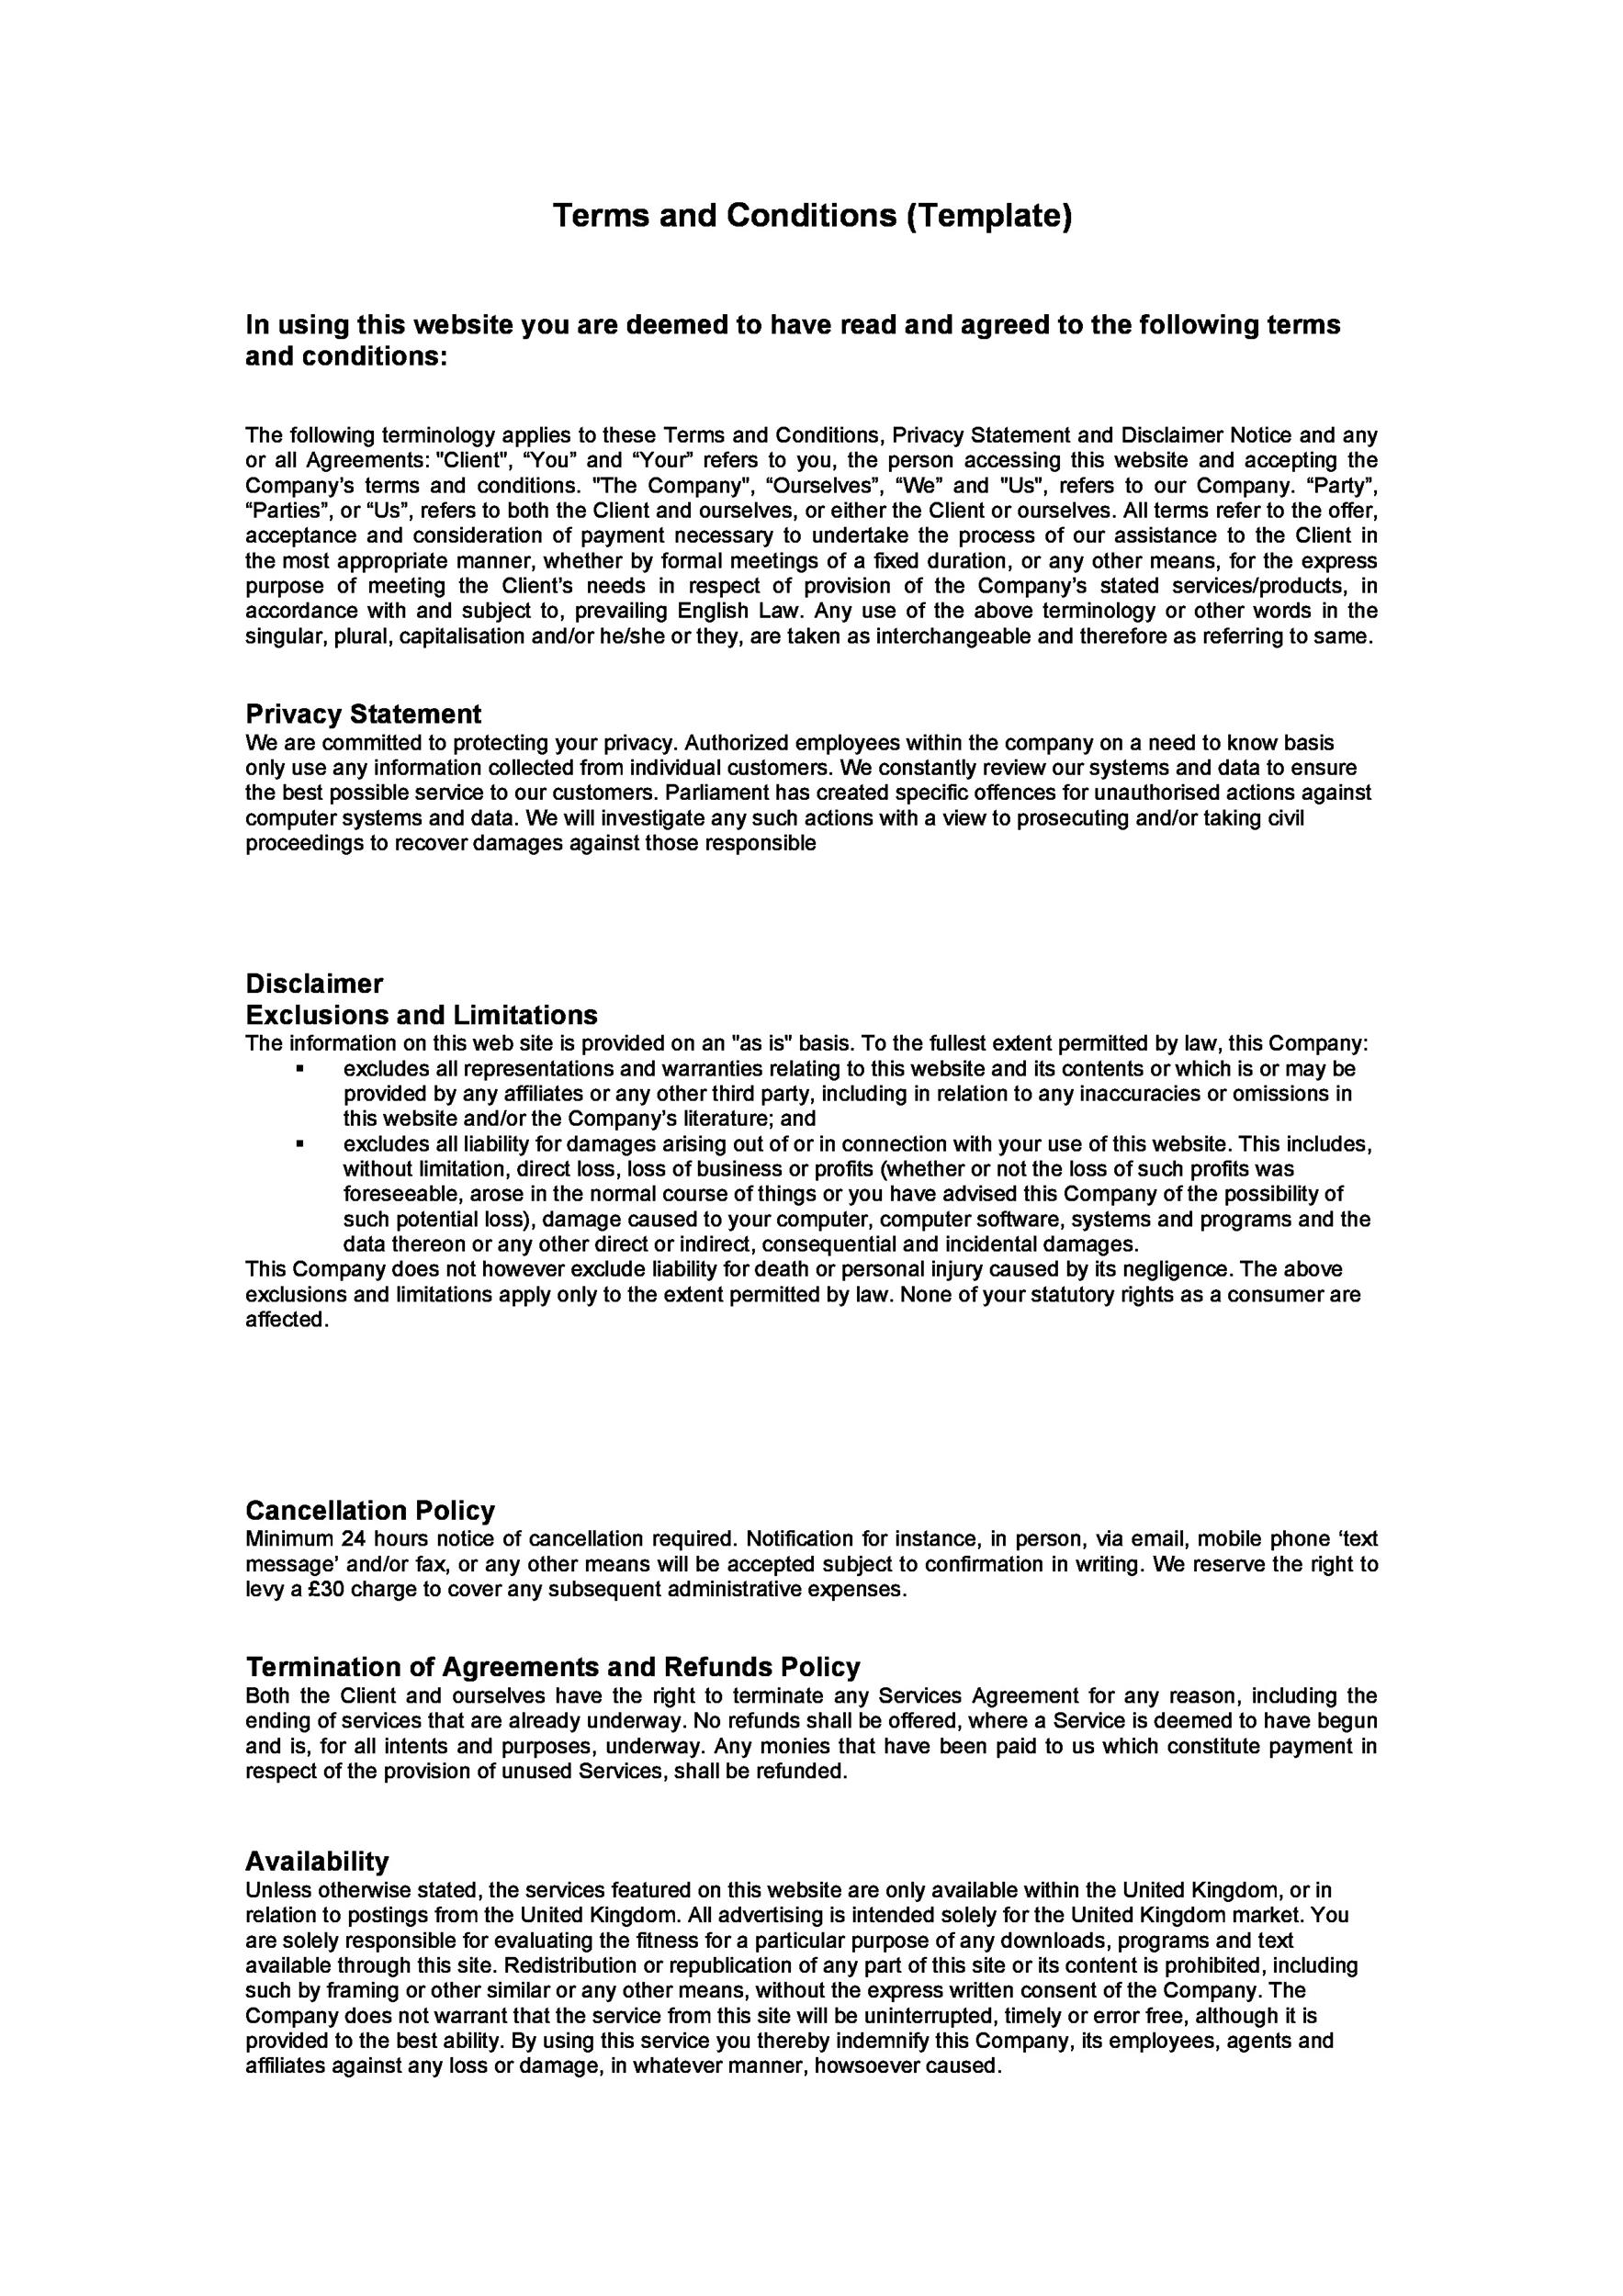 Terms and Conditions (Template)
In using this website you are deemed to have read and agreed to the following terms
and conditions:
The following terminology applies to these Terms and Conditions, Privacy Statement and Disclaimer Notice and any
or all Agreements: "Client", “You” and “Your” refers to you, the person accessing this website and accepting the
Company’s terms and conditions. "The Company", “Ourselves”, “We” and "Us", refers to our Company. “Party”,
“Parties”, or “Us”, refers to both the Client and ourselves, or either the Client or ourselves. All terms refer to the offer,
acceptance and consideration of payment necessary to undertake the process of our assistance to the Client in
the most appropriate manner, whether by formal meetings of a fixed duration, or any other means, for the express
purpose of meeting the Client’s needs in respect of provision of the Company’s stated services/products, in
accordance with and subject to, prevailing English Law. Any use of the above terminology or other words in the
singular, plural, capitalisation and/or he/she or they, are taken as interchangeable and therefore as referring to same.
Privacy Statement
We are committed to protecting your privacy. Authorized employees within the company on a need to know basis
only use any information collected from individual customers. We constantly review our systems and data to ensure
the best possible service to our customers. Parliament has created specific offences for unauthorised actions against
computer systems and data. We will investigate any such actions with a view to prosecuting and/or taking civil
proceedings to recover damages against those responsible
Disclaimer
Exclusions and Limitations
The information on this web site is provided on an "as is" basis. To the fullest extent permitted by law, this Company:
▪ excludes all representations and warranties relating to this website and its contents or which is or may be
provided by any affiliates or any other third party, including in relation to any inaccuracies or omissions in
this website and/or the Company’s literature; and
▪ excludes all liability for damages arising out of or in connection with your use of this website. This includes,
without limitation, direct loss, loss of business or profits (whether or not the loss of such profits was
foreseeable, arose in the normal course of things or you have advised this Company of the possibility of
such potential loss), damage caused to your computer, computer software, systems and programs and the
data thereon or any other direct or indirect, consequential and incidental damages.
This Company does not however exclude liability for death or personal injury caused by its negligence. The above
exclusions and limitations apply only to the extent permitted by law. None of your statutory rights as a consumer are
affected.
Cancellation Policy
Minimum 24 hours notice of cancellation required. Notification for instance, in person, via email, mobile phone ‘text
message’ and/or fax, or any other means will be accepted subject to confirmation in writing. We reserve the right to
levy a £30 charge to cover any subsequent administrative expenses.
Termination of Agreements and Refunds Policy
Both the Client and ourselves have the right to terminate any Services Agreement for any reason, including the
ending of services that are already underway. No refunds shall be offered, where a Service is deemed to have begun
and is, for all intents and purposes, underway. Any monies that have been paid to us which constitute payment in
respect of the provision of unused Services, shall be refunded.
Availability
Unless otherwise stated, the services featured on this website are only available within the United Kingdom, or in
relation to postings from the United Kingdom. All advertising is intended solely for the United Kingdom market. You
are solely responsible for evaluating the fitness for a particular purpose of any downloads, programs and text
available through this site. Redistribution or republication of any part of this site or its content is prohibited, including
such by framing or other similar or any other means, without the express written consent of the Company. The
Company does not warrant that the service from this site will be uninterrupted, timely or error free, although it is
provided to the best ability. By using this service you thereby indemnify this Company, its employees, agents and
affiliates against any loss or damage, in whatever manner, howsoever caused.